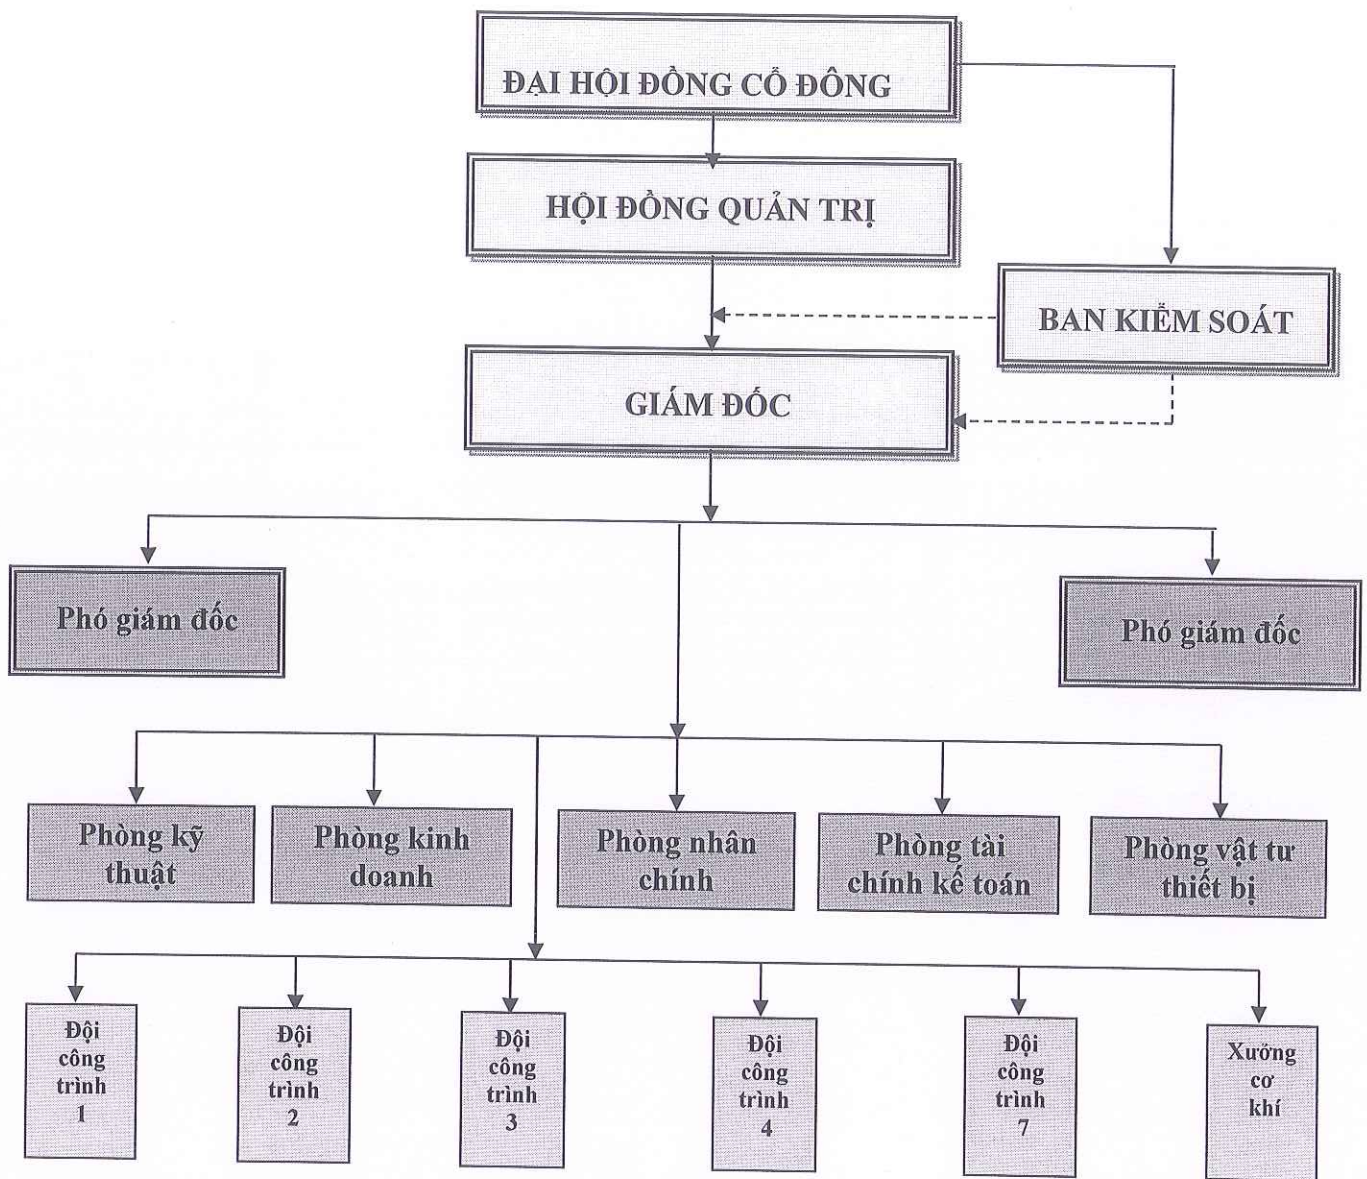 ĐẠI HỘI ĐỒNG CỔ ĐÔNG
HỘI ĐỒNG QUẢN TRỊ
BAN KIỂM SOÁT
GIÁM ĐỐC
Phó giám đốc
Phó giám đốc
Phòng kỹ
thuật
Phòng kinh
doanh
Phòng nhân
chính
Phòng tài
chính kế toán
Phòng vật tư
thiết bị
Đội
công
trình
1
Đội
công
trình
2
Đội
công
trình
3
Đội
công
trình
4
Đội
công
trình
7
Xưởng
cơ
khí